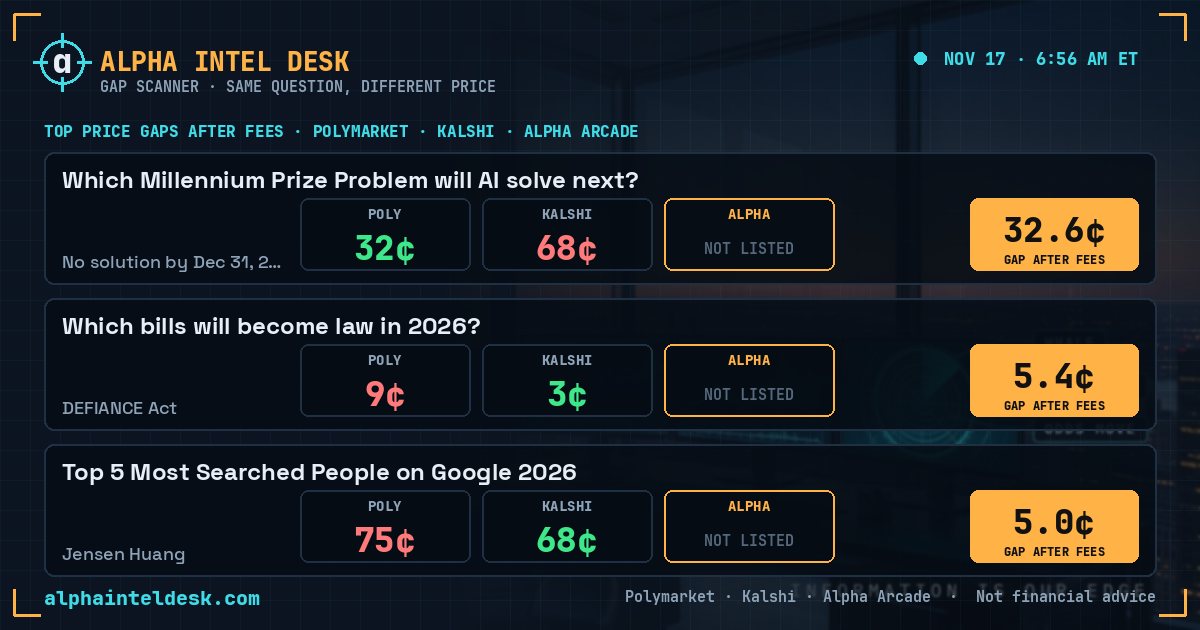 α
ALPHA INTEL DESK
GAP SCANNER · SAME QUESTION, DIFFERENT PRICE
NOV 17 · 6:56 AM ET
TOP PRICE GAPS AFTER FEES · POLYMARKET · KALSHI · ALPHA ARCADE
Which Millennium Prize Problem will AI solve next?
No solution by Dec 31, 2…
POLY
32¢
KALSHI
68¢
ALPHA
NOT LISTED
32.6¢
GAP AFTER FEES
Which bills will become law in 2026?
DEFIANCE Act
POLY
9¢
KALSHI
3¢
ALPHA
NOT LISTED
5.4¢
GAP AFTER FEES
Top 5 Most Searched People on Google 2026
Jensen Huang
POLY
75¢
KALSHI
68¢
ALPHA
NOT LISTED
5.0¢
GAP AFTER FEES
INFORMATION IS OUR EDGE
alphainteldesk.com
Polymarket · Kalshi · Alpha Arcade · Not financial advice